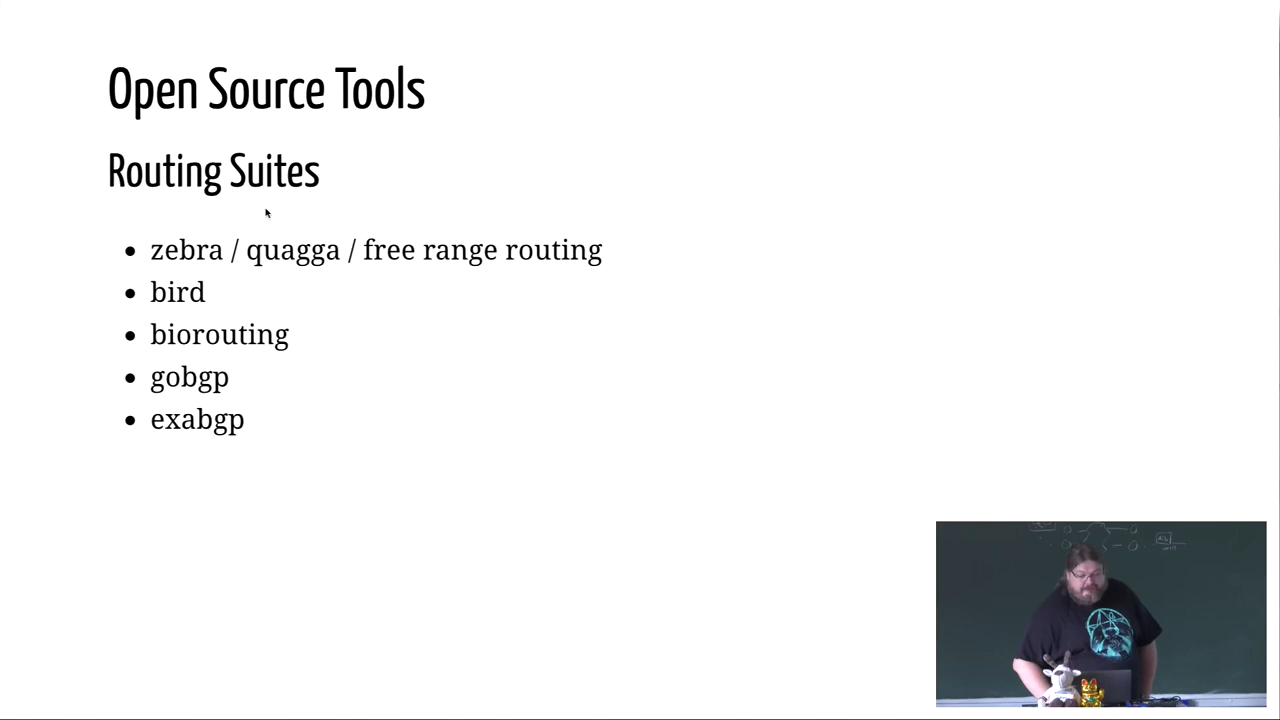 Open Source Tools
Routing Suites
zebra / quagga / free range routing
bird
biorouting
gobgp
exabgp